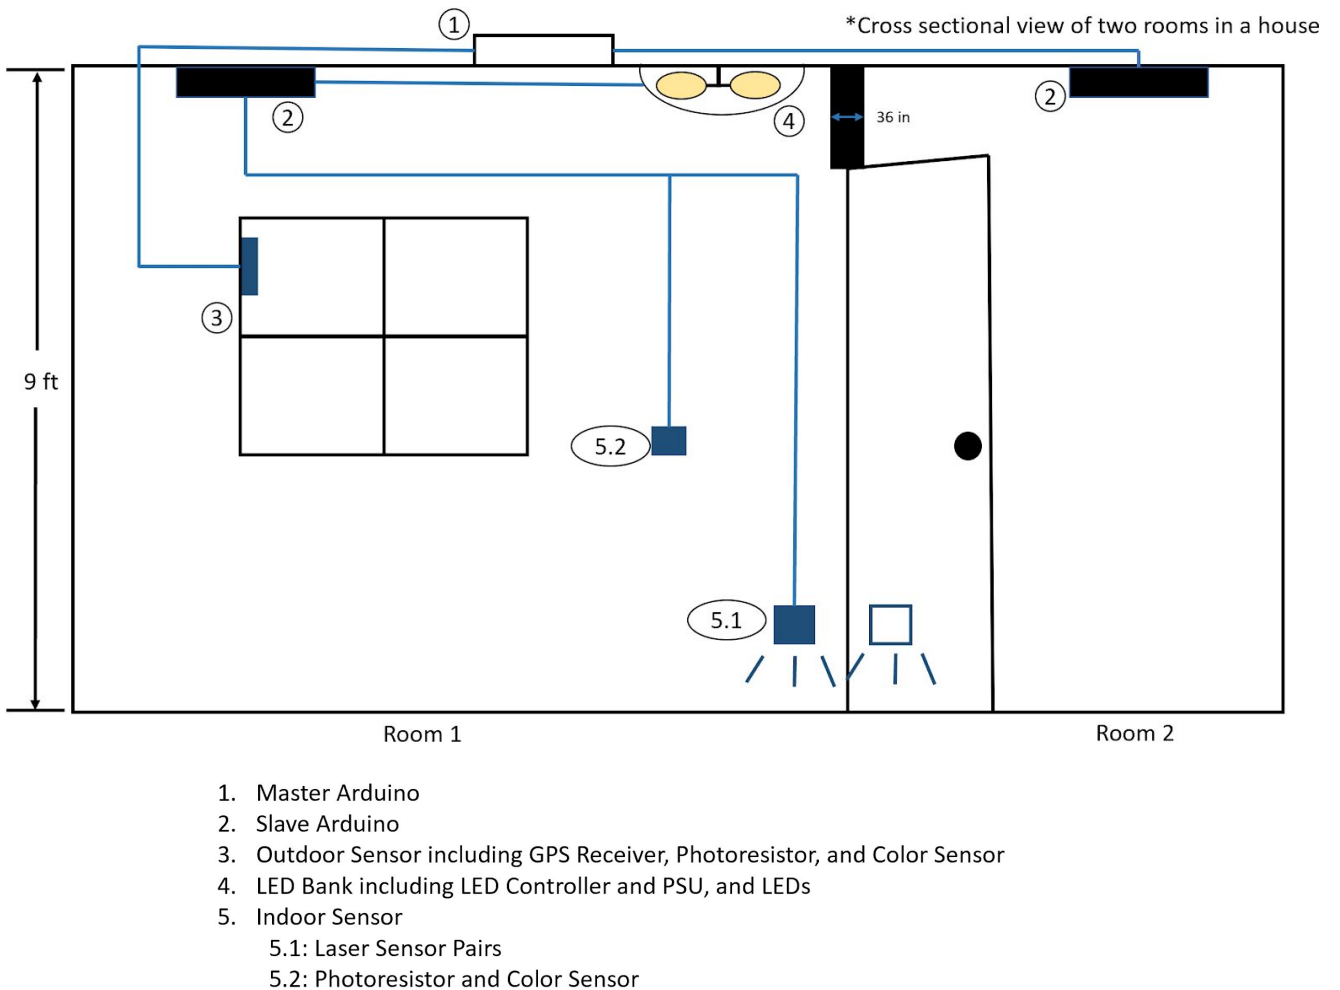 *Cross sectional view of two rooms in a house
1
2
4
36 in
2
3
9 ft
5.2
5.1
Room 1
Room 2
1. Master Arduino
2. Slave Arduino
3. Outdoor Sensor including GPS Receiver, Photoresistor, and Color Sensor
4. LED Bank including LED Controller and PSU, and LEDs
5. Indoor Sensor
5.1: Laser Sensor Pairs
5.2: Photoresistor and Color Sensor